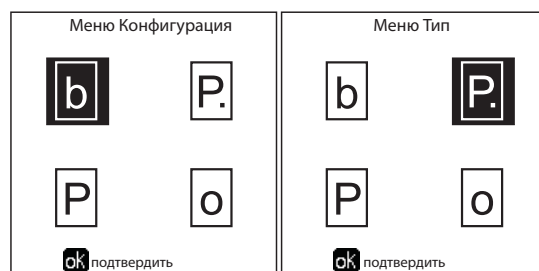 Меню Конфигурация
b P.
P o
ok подтвердить
Меню Тип
b P.
P o
ok подтвердить